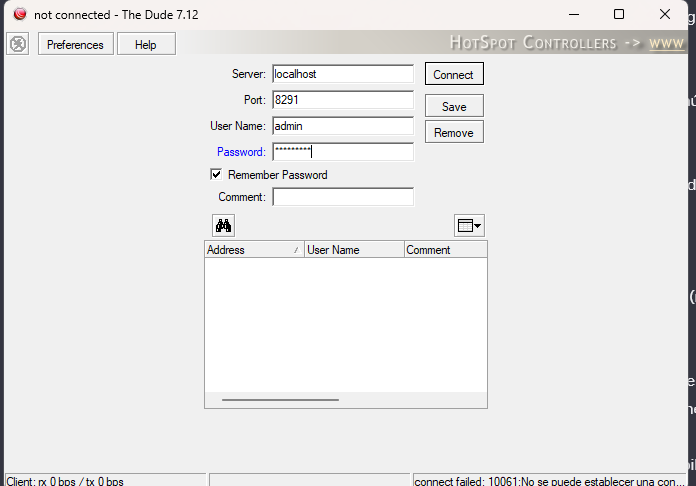 not connected - The Dude 7.12
Preferences Help HotSpot Controllers -> www
Server: localhost Connect
Port: 8291
Save
User Name: admin
Remove
Password: *********
Remember Password
Comment:
Address User Name Comment
Client: rx 0 bps / tx 0 bps connect failed: 10061:No se puede establecer una con...